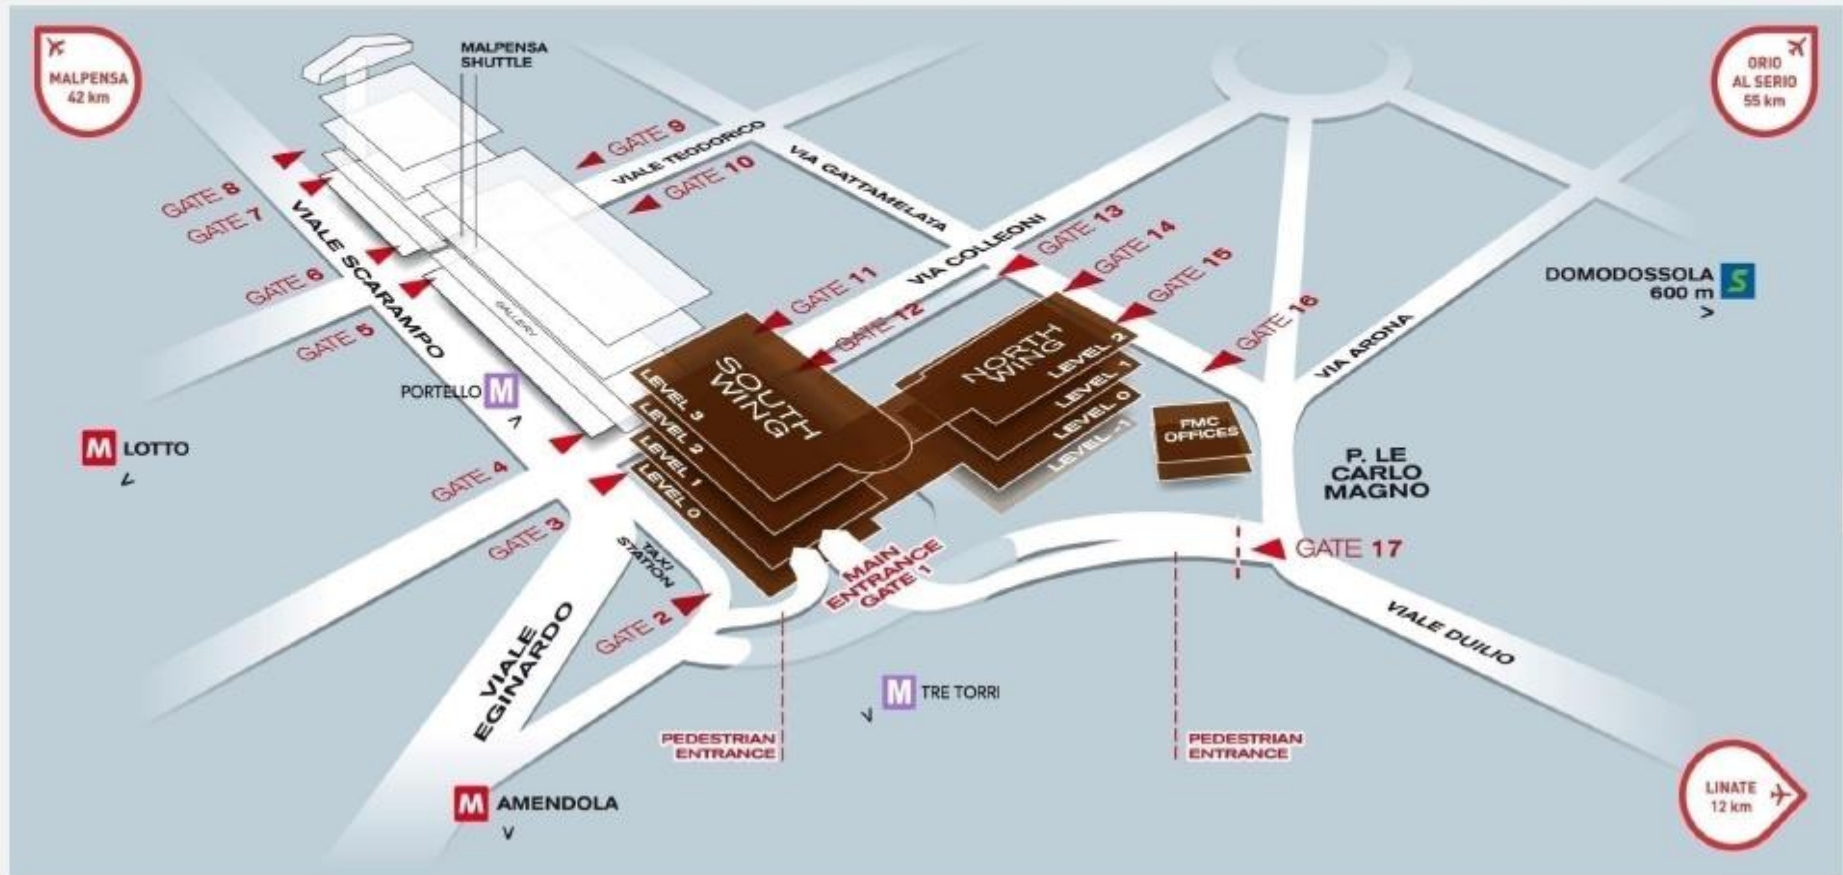 MALPENSA
42 km
MALPENSA
SHUTTLE
ORIO
AL SERIO
55 km
GATE 9
VIALE TEODORICO
GATE 10
VIA GATTAMELATA
GATE 8
GATE 7
VIALE SCARAMPO
GATE 6
GATE 5
GALLERY
GATE 11
GATE 12
VIA COLLEONI
GATE 13
GATE 14
GATE 15
GATE 16
VIA ARONA
DOMODOSSOLA S
600 m
>
PORTELLO M
>
M LOTTO
>
SOUTH
WING
LEVEL 3
LEVEL 2
LEVEL 1
LEVEL 0
NORTH
WING
LEVEL 2
LEVEL 1
LEVEL 0
LEVEL -1
FMC
OFFICES
P. LE
CARLO
MAGNO
GATE 4
GATE 3
TAXI
STATION
GATE 2
MAIN
ENTRANCE
GATE 1
GATE 17
VIALE DUILIO
VIALE
EGINARDO
M TRE TORRI
>
PEDESTRIAN
ENTRANCE
PEDESTRIAN
ENTRANCE
M AMENDOLA
>
LINATE
12 km